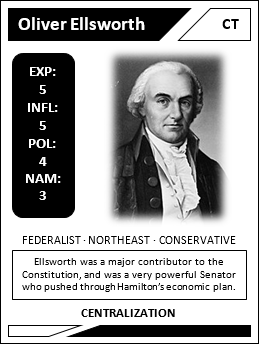 Oliver Ellsworth CT
EXP:
5
INFL:
5
POL:
4
NAM:
3
FEDERALIST · NORTHEAST · CONSERVATIVE
Ellsworth was a major contributor to the
Constitution, and was a very powerful Senator
who pushed through Hamilton's economic plan.
CENTRALIZATION